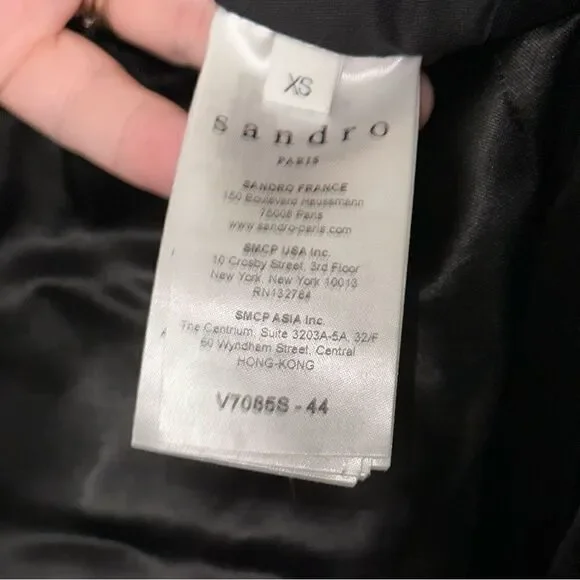 XS
sandro
PARIS
SANDRO FRANCE
150 Boulevard Haussmann
75008 Paris
www.sandro-paris.com
SMCP USA Inc.
10 Crosby Street, 3rd Floor
New York, New York 10013
RN132784
SMCP ASIA Inc.
The Centrium, Suite 3203A-5A, 32/F
60 Wyndham Street, Central
HONG-KONG
V7085S - 44